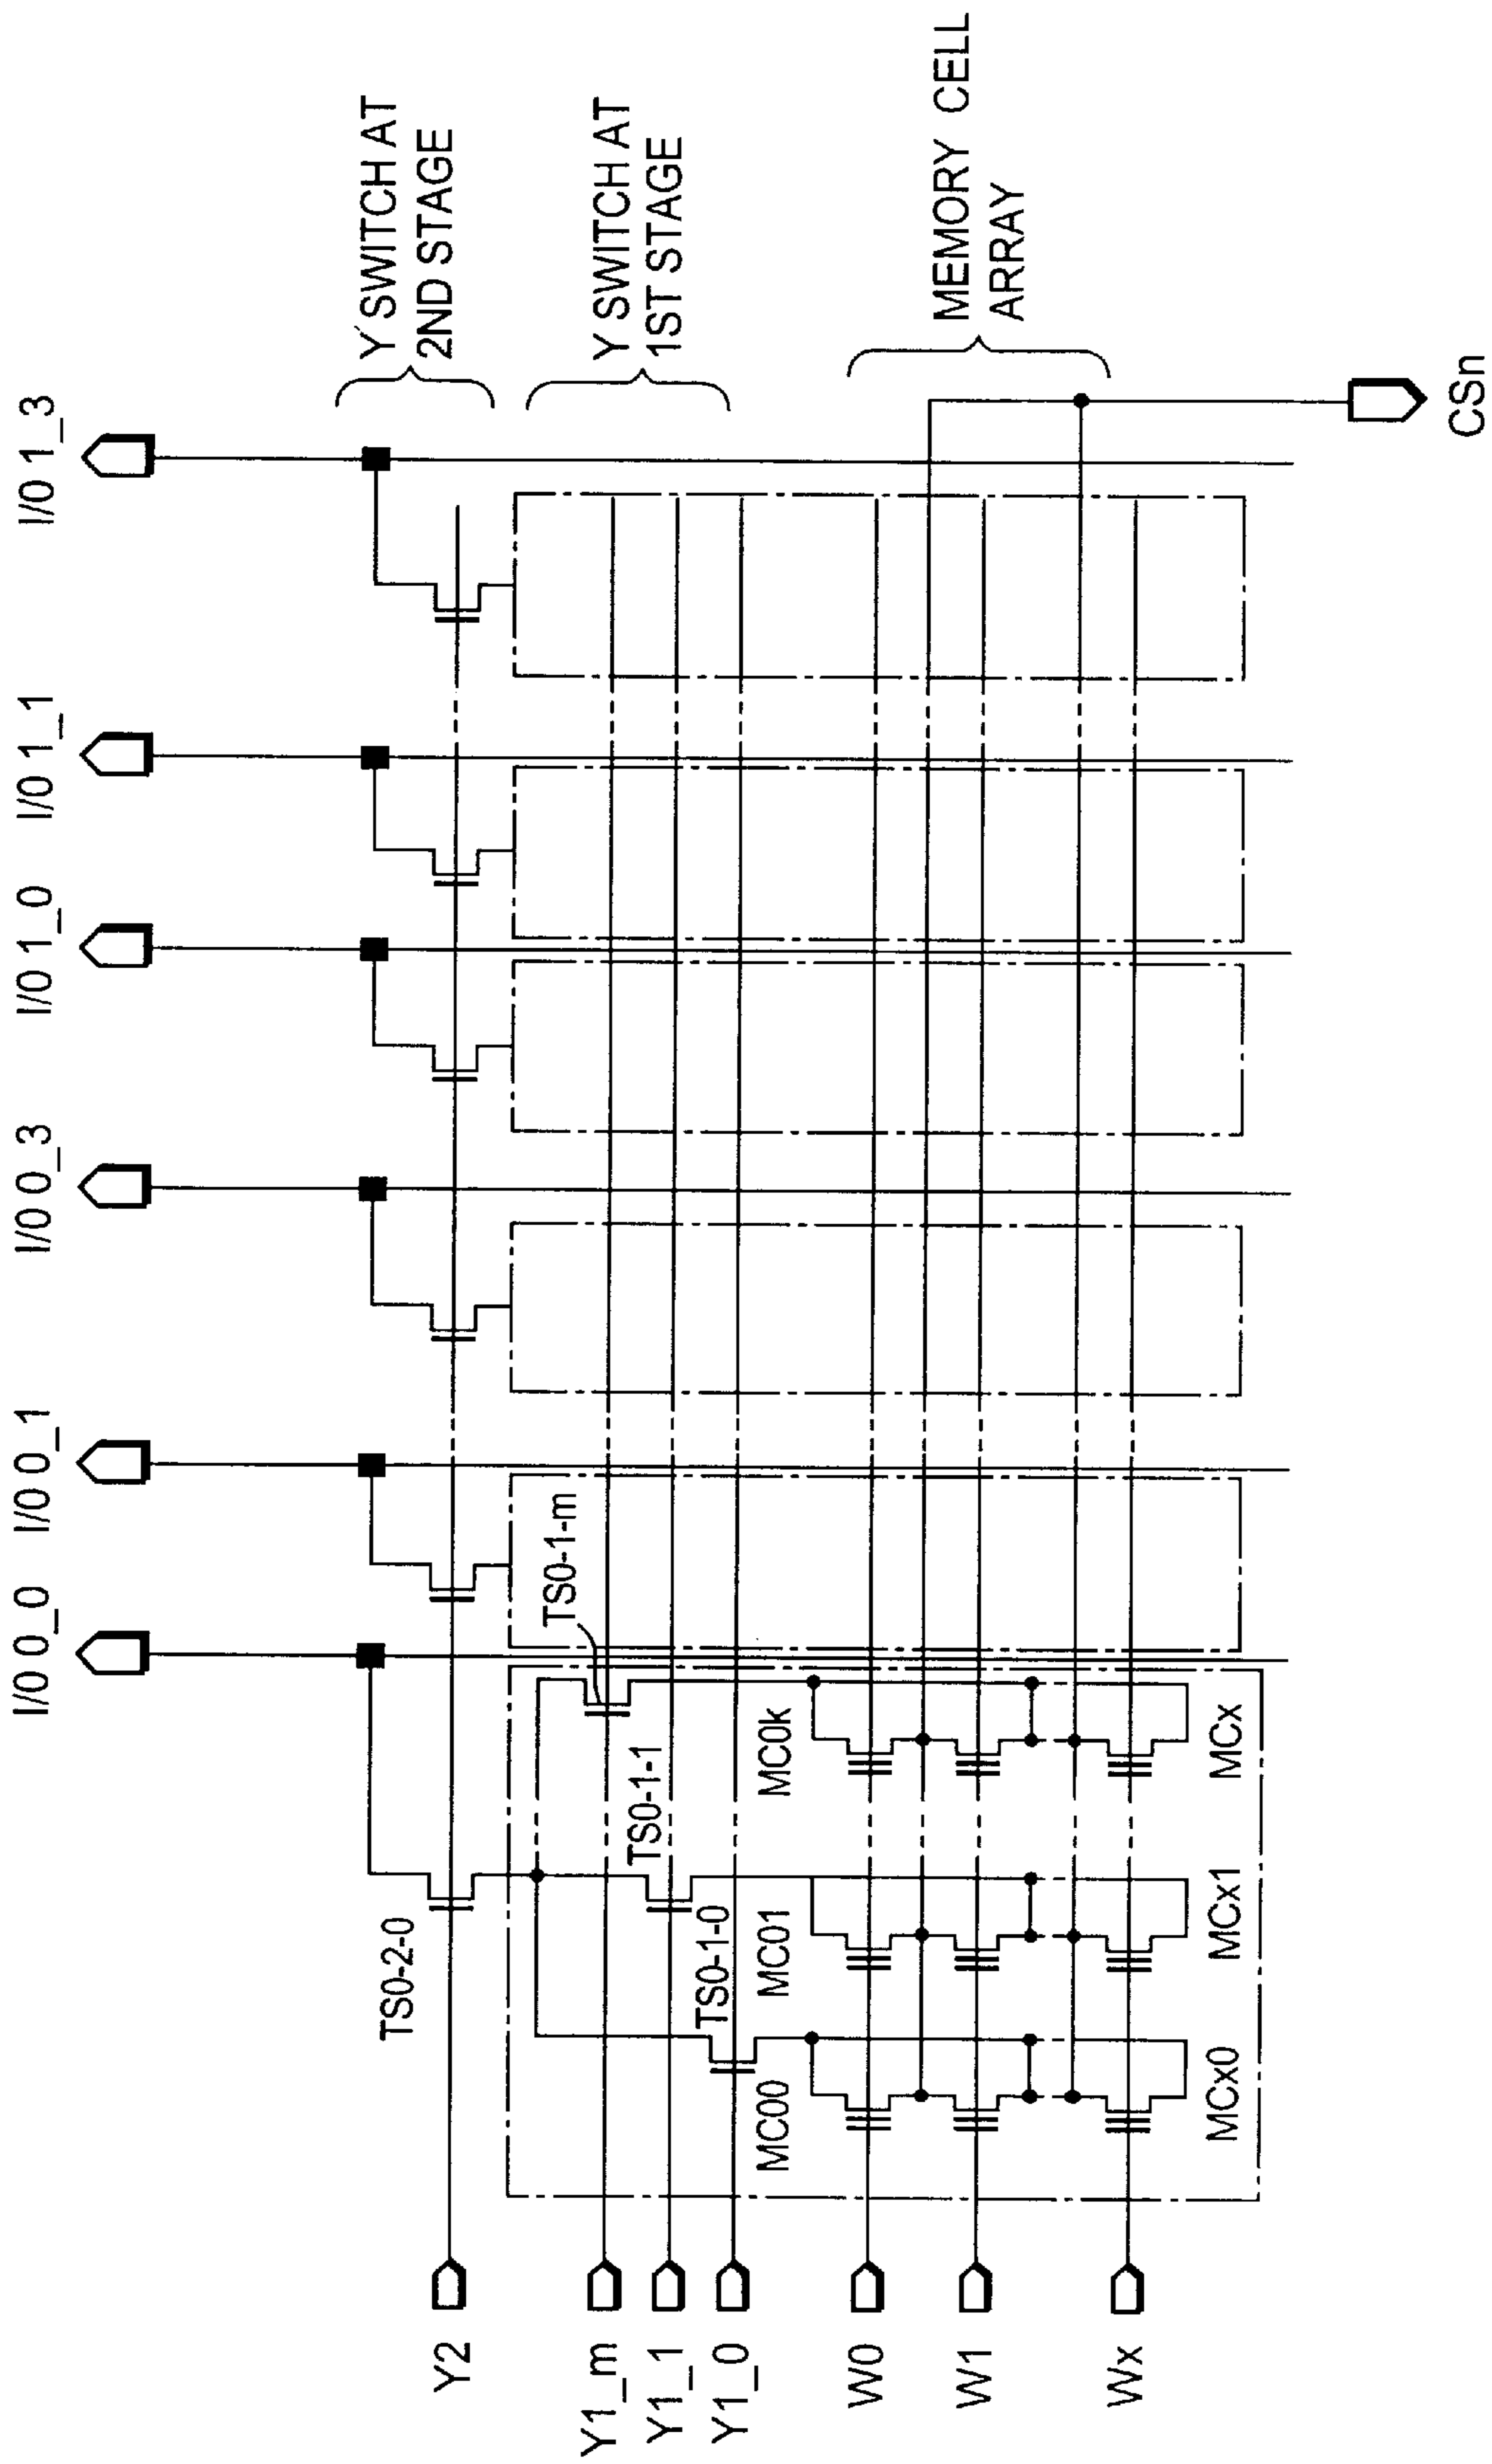 I/O 0_0
I/O 0_1
I/O 0_3
I/O 1_0
I/O 1_1
I/O 1_3
Y SWITCH AT
2ND STAGE
Y SWITCH AT
1ST STAGE
MEMORY CELL
ARRAY
TS0-2-0
TS0-1-m
TS0-1-1
TS0-1-0
MC00
MC01
MC0k
MCx0
MCx1
MCx
Y2
Y1_m
Y1_1
Y1_0
W0
W1
Wx
CSn